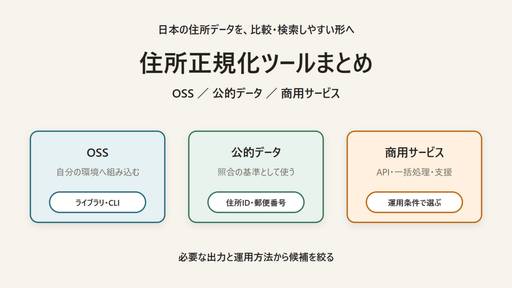 日本の住所データを、比較・検索しやすい形へ
住所正規化ツールまとめ
OSS ／ 公的データ ／ 商用サービス
OSS
自分の環境へ組み込む
ライブラリ・CLI
公的データ
照合の基準として使う
住所ID・郵便番号
商用サービス
API・一括処理・支援
運用条件で選ぶ
必要な出力と運用方法から候補を絞る